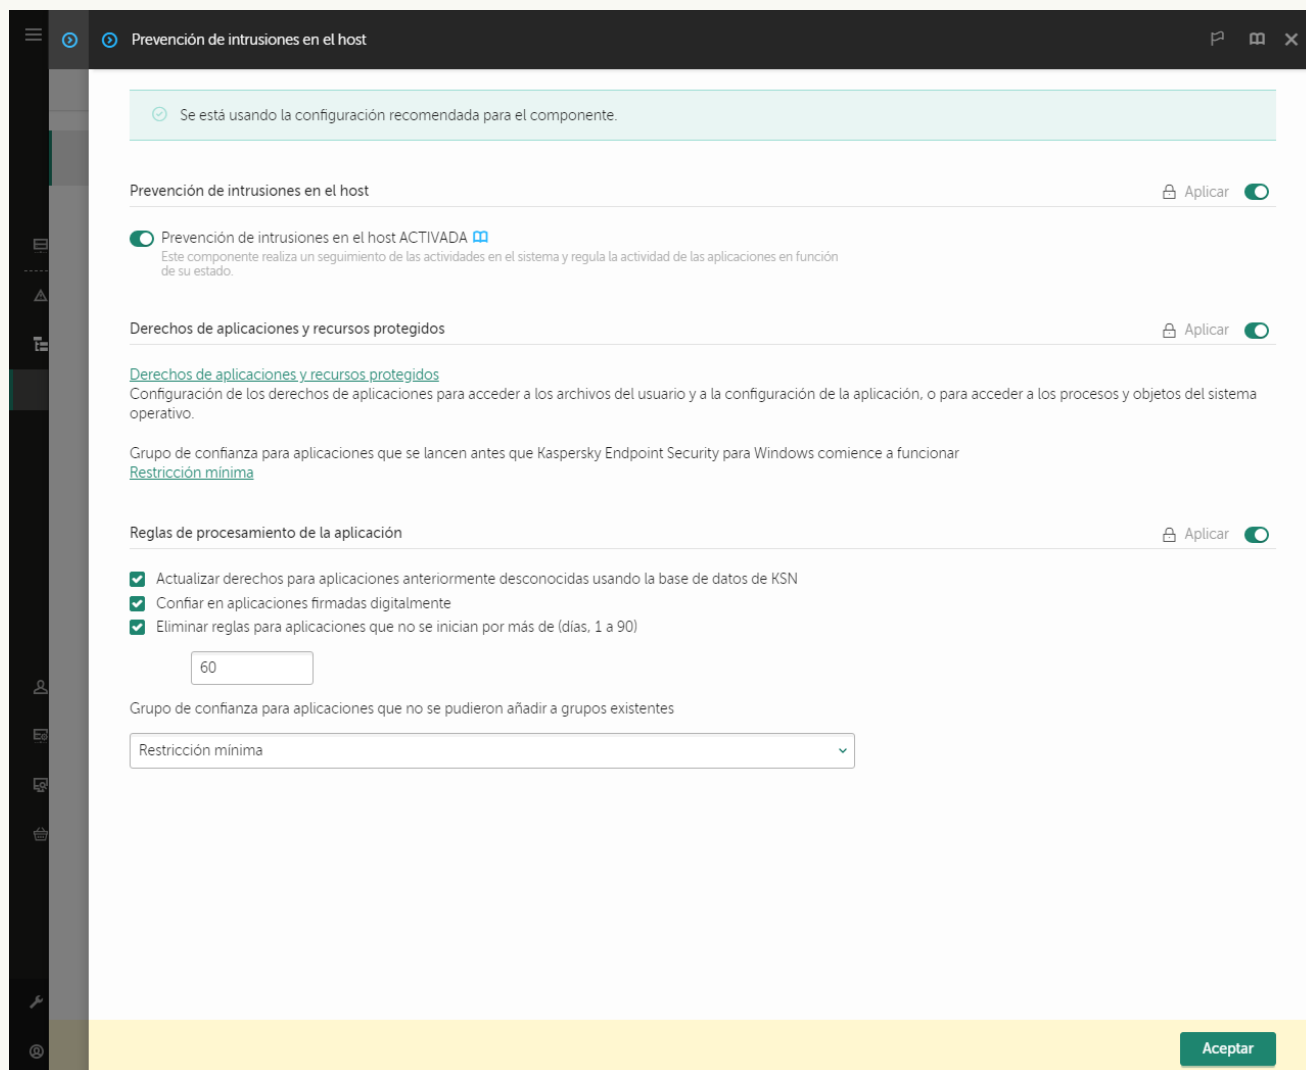 Prevención de intrusiones en el host
Se está usando la configuración recomendada para el componente.
Prevención de intrusiones en el host
Aplicar
Prevención de intrusiones en el host ACTIVADA
Este componente realiza un seguimiento de las actividades en el sistema y regula la actividad de las aplicaciones en función
de su estado.
Derechos de aplicaciones y recursos protegidos
Aplicar
Derechos de aplicaciones y recursos protegidos
Configuración de los derechos de aplicaciones para acceder a los archivos del usuario y a la configuración de la aplicación, o para acceder a los procesos y objetos del sistema
operativo.
Grupo de confianza para aplicaciones que se lancen antes que Kaspersky Endpoint Security para Windows comience a funcionar
Restricción mínima
Reglas de procesamiento de la aplicación
Aplicar
Actualizar derechos para aplicaciones anteriormente desconocidas usando la base de datos de KSN
Confiar en aplicaciones firmadas digitalmente
Eliminar reglas para aplicaciones que no se inician por más de (días, 1 a 90)
60
Grupo de confianza para aplicaciones que no se pudieron añadir a grupos existentes
Restricción mínima
Aceptar